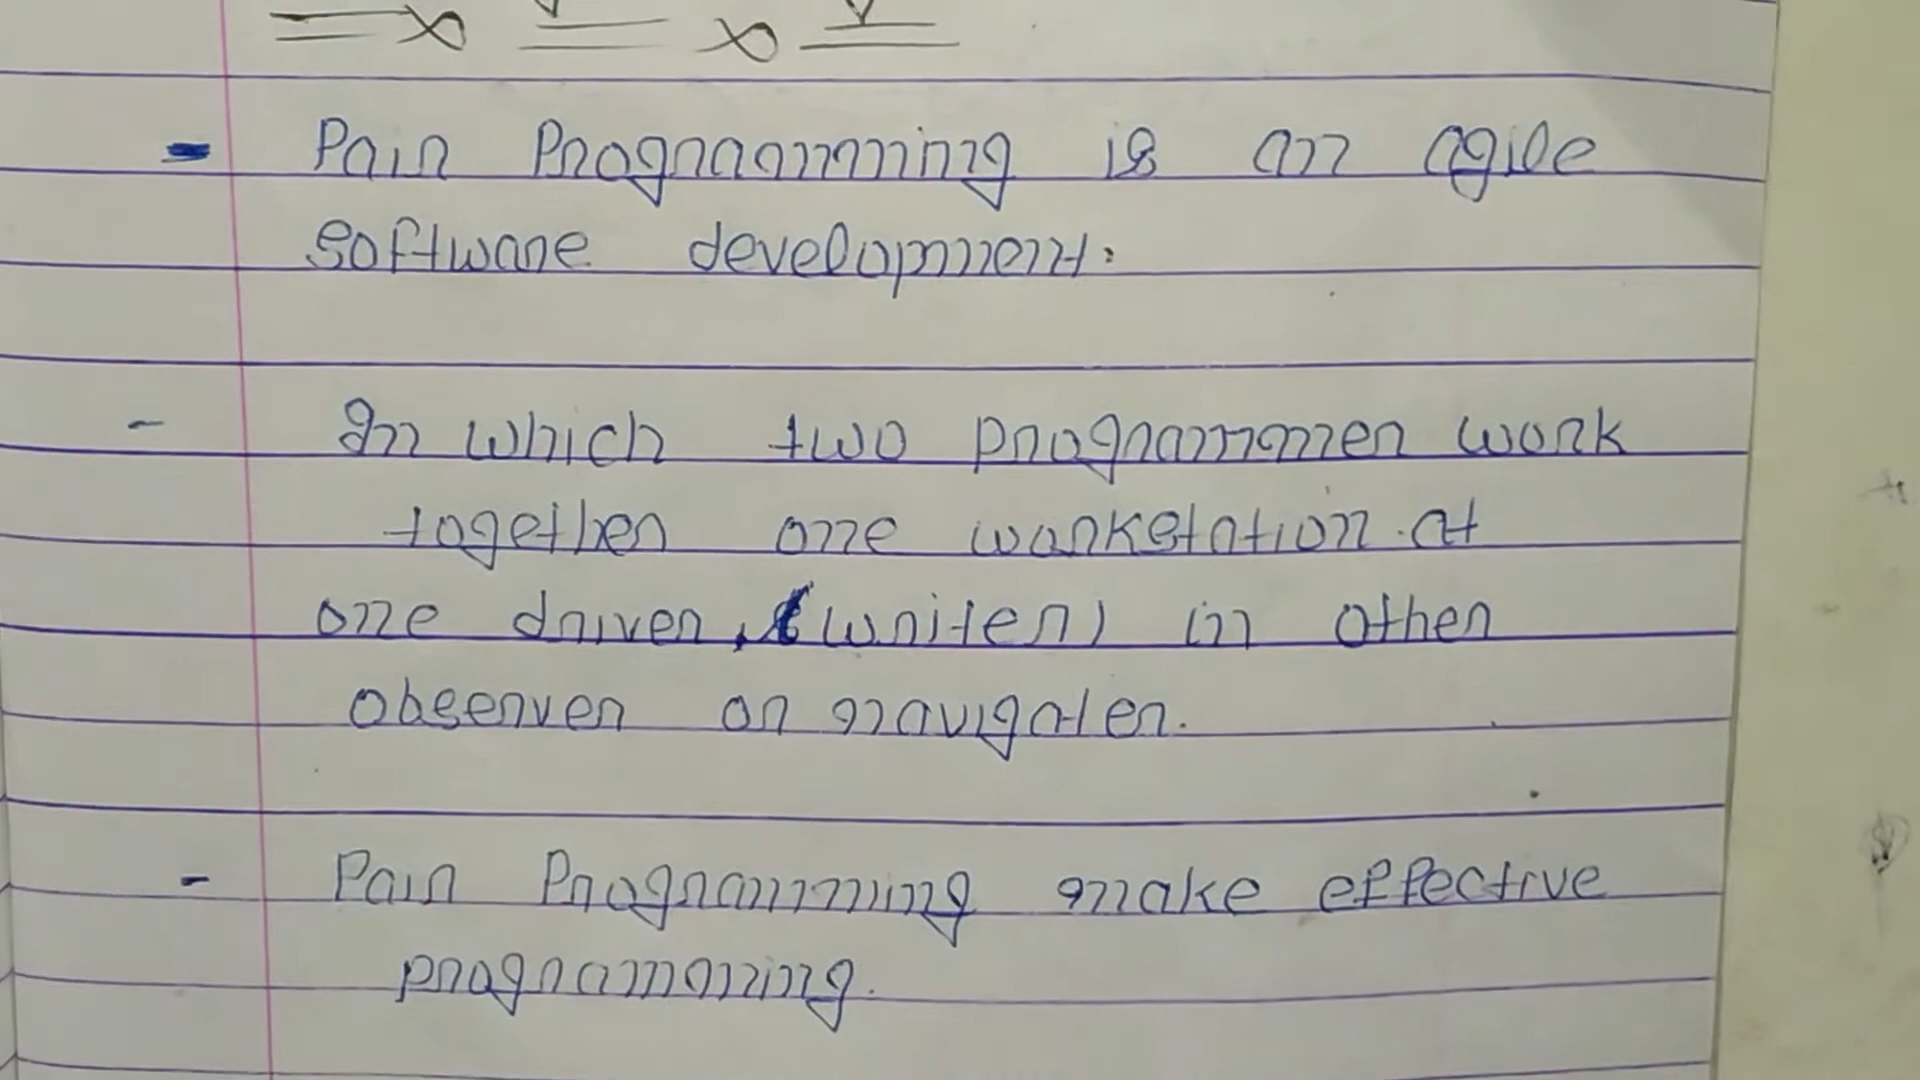 - Pair Programming is an agile
software development.
- In which two programmer work
together one workstation. at
one driver, (writer) in other
observer or navigater.
- Pair Programming make effective
programming.